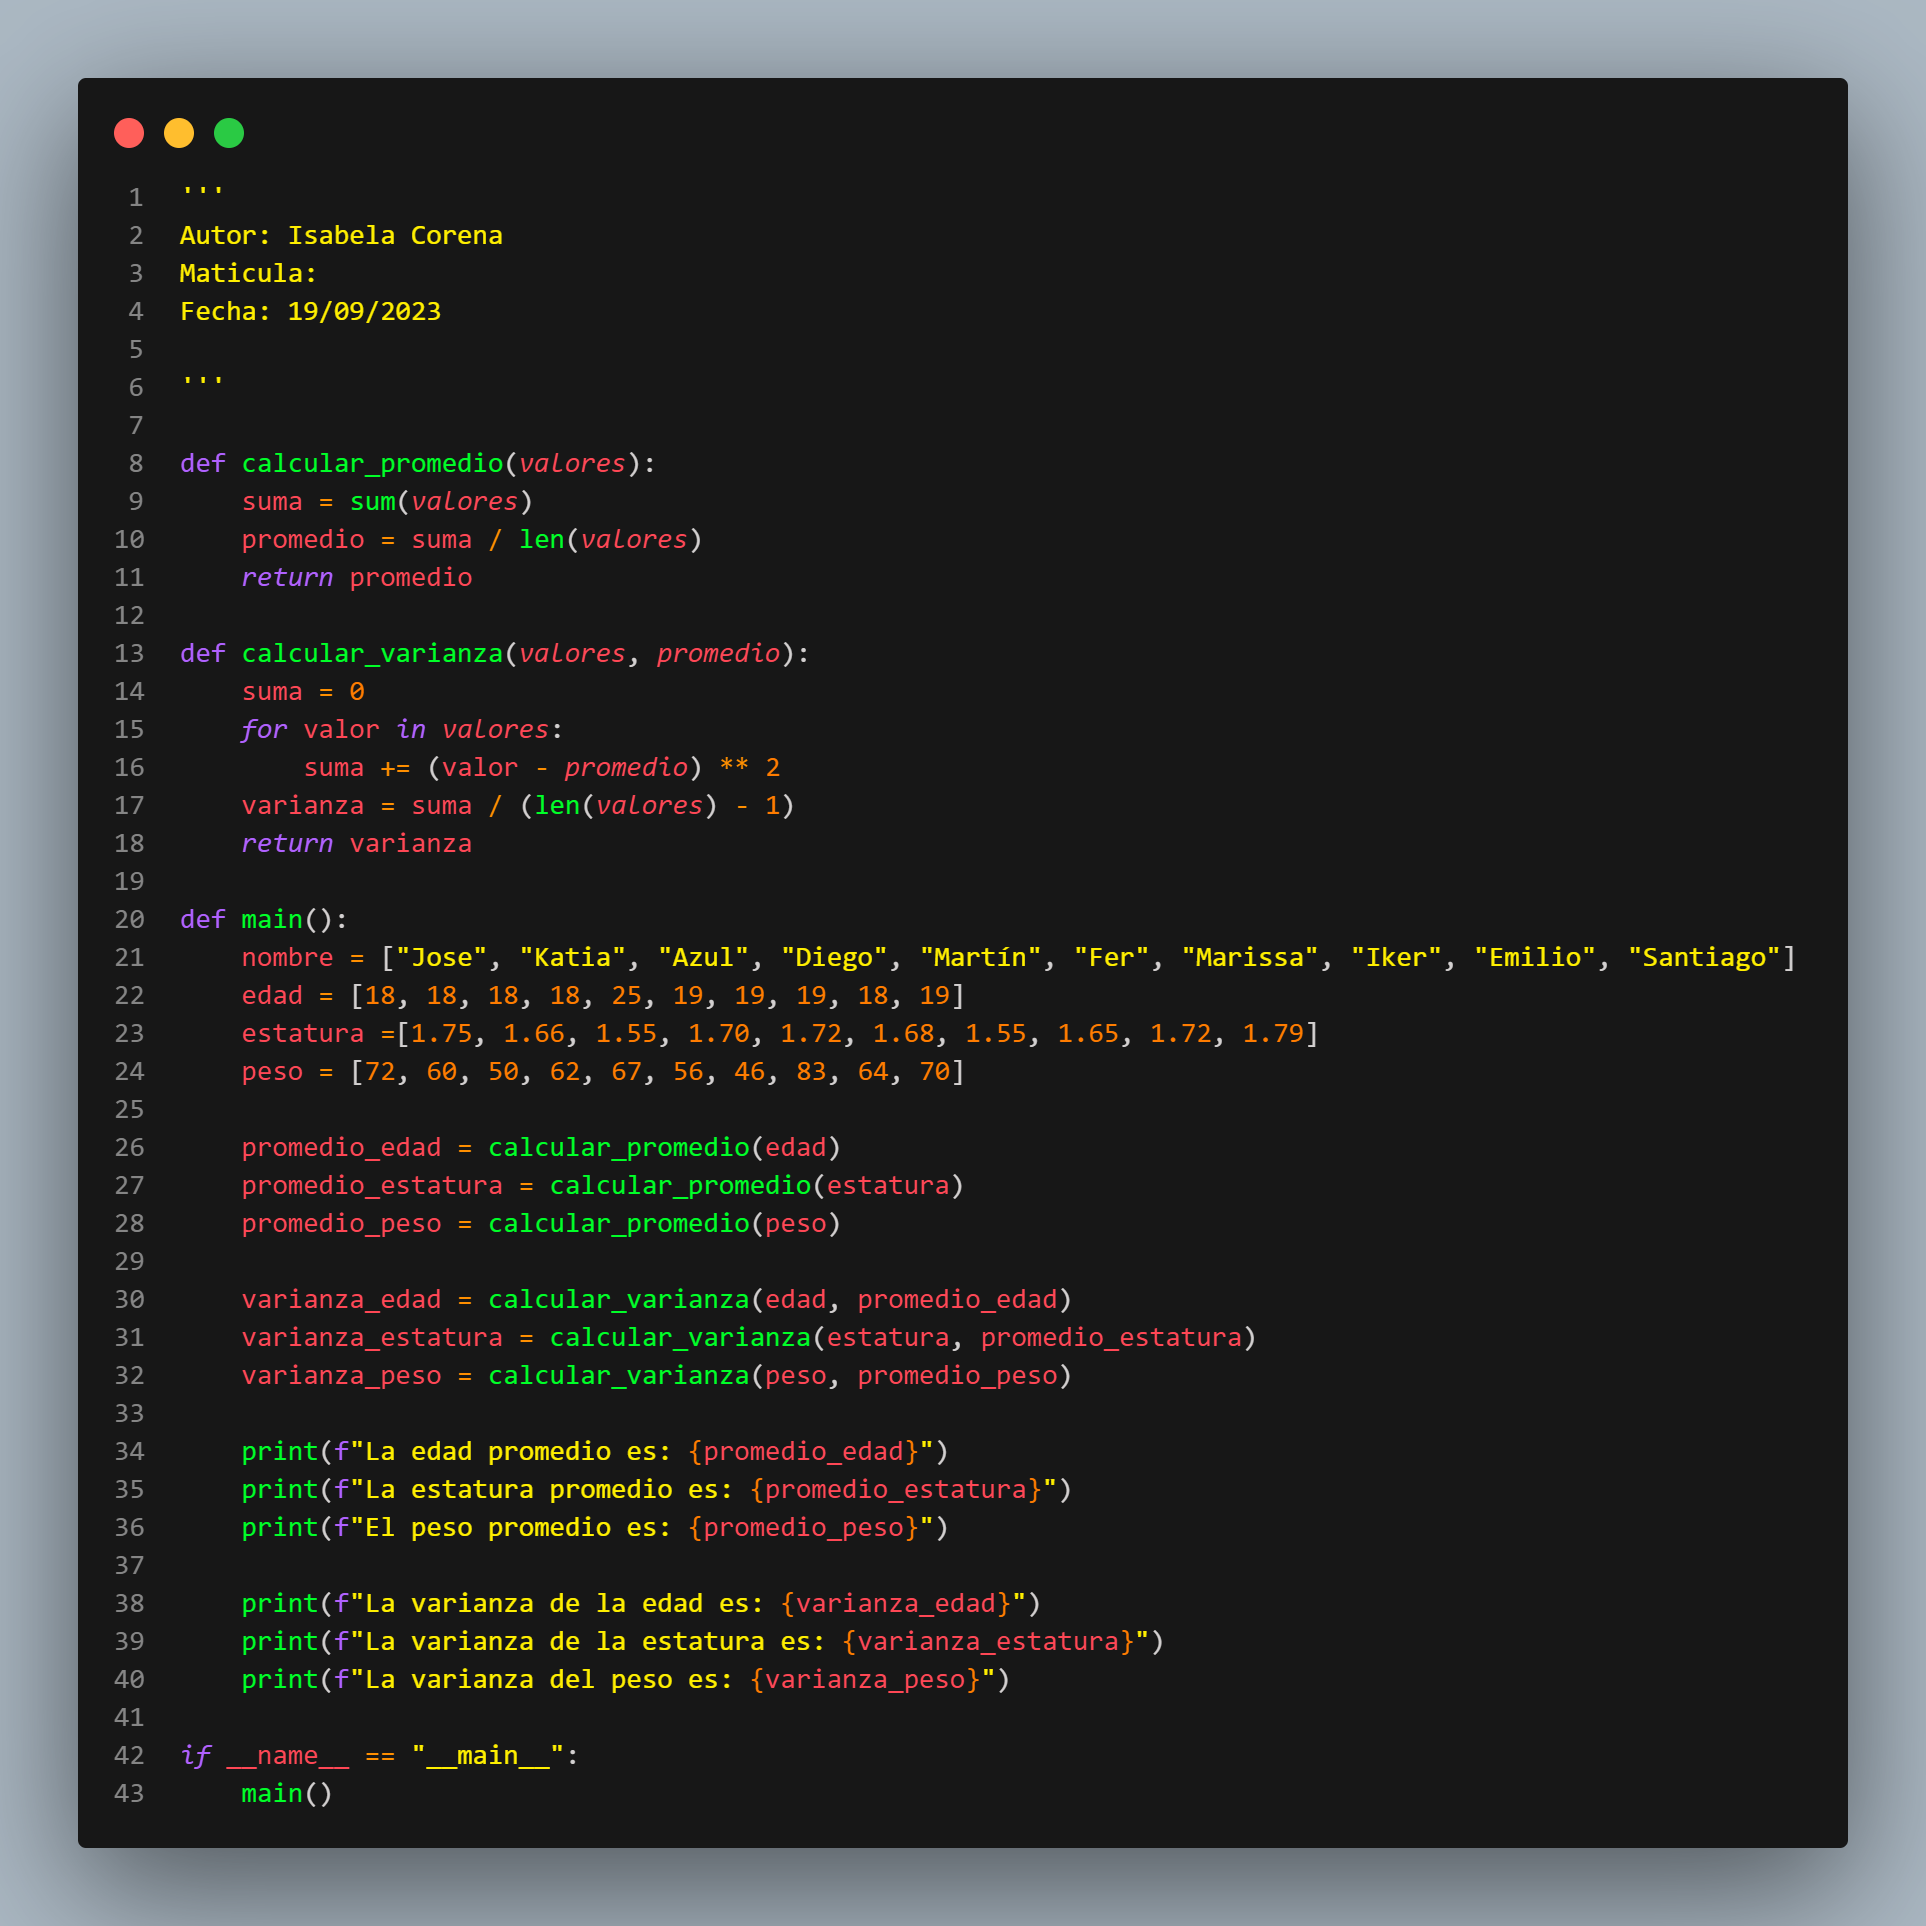 1 '''
2 Autor: Isabela Corena
3 Maticula:
4 Fecha: 19/09/2023
5
6 '''
7
8 def calcular_promedio(valores):
9     suma = sum(valores)
10     promedio = suma / len(valores)
11     return promedio
12
13 def calcular_varianza(valores, promedio):
14     suma = 0
15     for valor in valores:
16         suma += (valor - promedio) ** 2
17     varianza = suma / (len(valores) - 1)
18     return varianza
19
20 def main():
21     nombre = ["Jose", "Katia", "Azul", "Diego", "Martín", "Fer", "Marissa", "Iker", "Emilio", "Santiago"]
22     edad = [18, 18, 18, 18, 25, 19, 19, 19, 18, 19]
23     estatura =[1.75, 1.66, 1.55, 1.70, 1.72, 1.68, 1.55, 1.65, 1.72, 1.79]
24     peso = [72, 60, 50, 62, 67, 56, 46, 83, 64, 70]
25
26     promedio_edad = calcular_promedio(edad)
27     promedio_estatura = calcular_promedio(estatura)
28     promedio_peso = calcular_promedio(peso)
29
30     varianza_edad = calcular_varianza(edad, promedio_edad)
31     varianza_estatura = calcular_varianza(estatura, promedio_estatura)
32     varianza_peso = calcular_varianza(peso, promedio_peso)
33
34     print(f"La edad promedio es: {promedio_edad}")
35     print(f"La estatura promedio es: {promedio_estatura}")
36     print(f"El peso promedio es: {promedio_peso}")
37
38     print(f"La varianza de la edad es: {varianza_edad}")
39     print(f"La varianza de la estatura es: {varianza_estatura}")
40     print(f"La varianza del peso es: {varianza_peso}")
41
42 if __name__ == "__main__":
43     main()